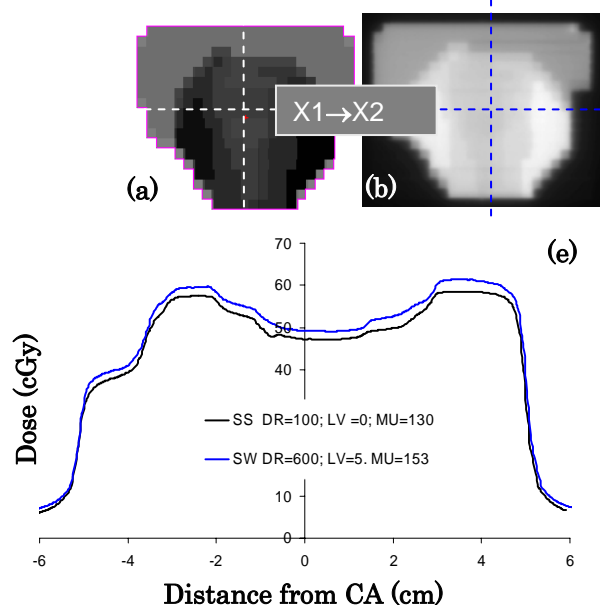 X1→X2
(a)
(b)
(e)
70
60
50
40
10
0
Dose (cGy)
SS DR=100; LV =0; MU=130
SW DR=600; LV=5. MU=153
-6 -4 -2 0 2 4 6
Distance from CA (cm)